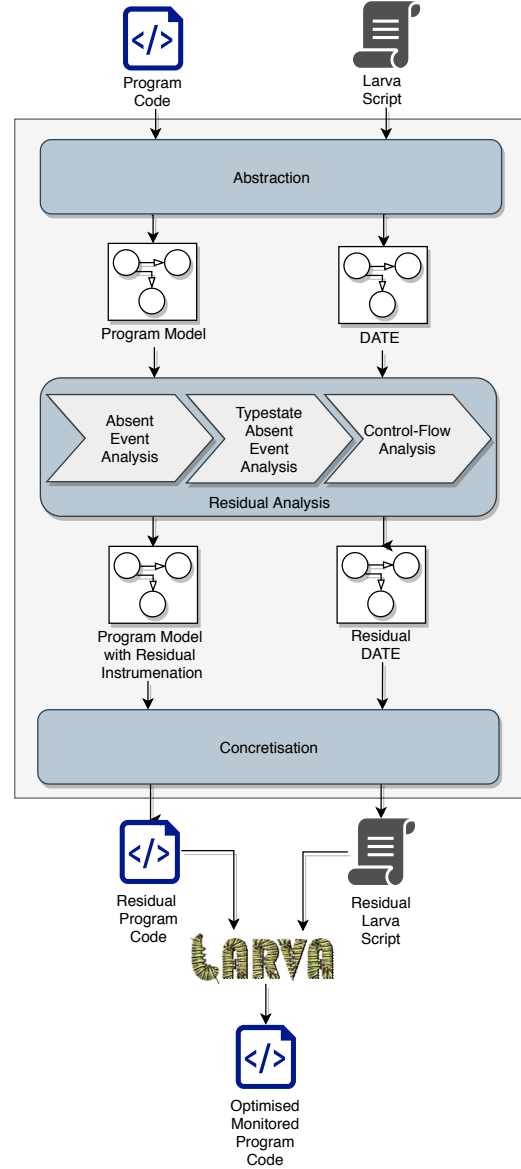 Program
Code
Larva
Script
Abstraction
Program Model
DATE
Absent
Event
Analysis
Typestate
Absent
Event
Analysis
Control-Flow
Analysis
Residual Analysis
Program Model
with Residual
Instrumenation
Residual
DATE
Concretisation
Residual
Program
Code
Residual
Larva
Script
LARVA
Optimised
Monitored
Program
Code